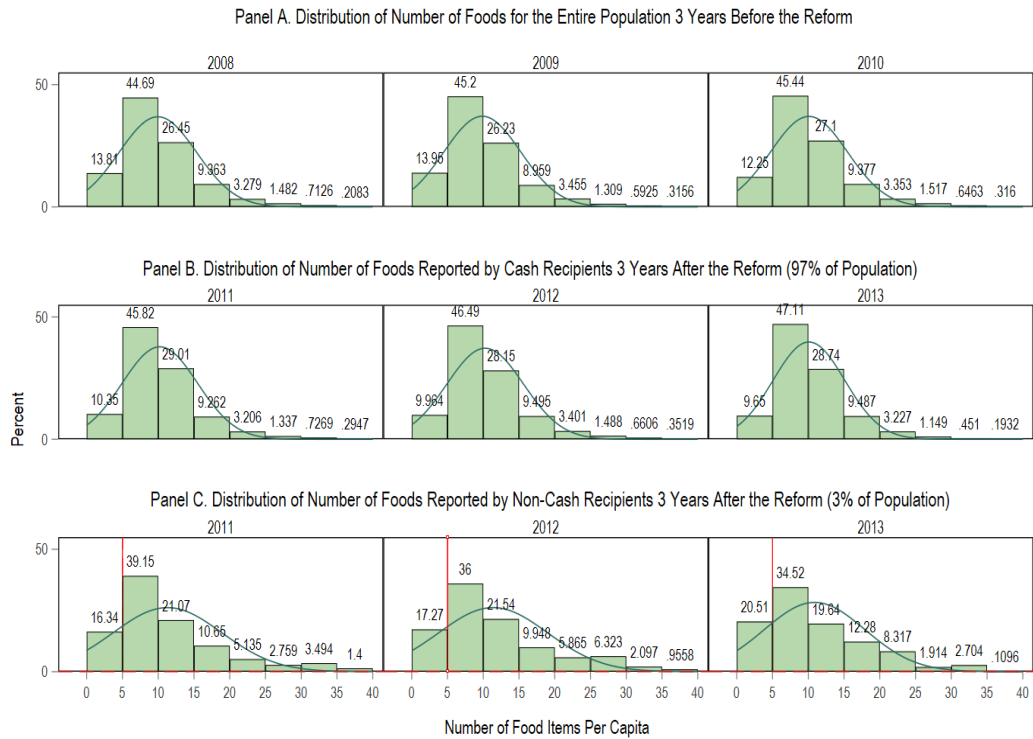 Panel A. Distribution of Number of Foods for the Entire Population 3 Years Before the Reform
2008 2009 2010
50
0
13.81 44.69 26.45 9.363 3.279 1.482 .7126 .2083
13.95 45.2 26.23 8.959 3.455 1.309 .5925 .3156
12.25 45.44 27.1 9.377 3.353 1.517 .6463 .316
Panel B. Distribution of Number of Foods Reported by Cash Recipients 3 Years After the Reform (97% of Population)
2011 2012 2013
50
0
10.35 45.82 29.01 9.262 3.206 1.337 .7269 .2947
9.964 46.49 28.15 9.495 3.401 1.488 .6606 .3519
9.65 47.11 28.74 9.487 3.227 1.149 .451 .1932
Percent
Panel C. Distribution of Number of Foods Reported by Non-Cash Recipients 3 Years After the Reform (3% of Population)
2011 2012 2013
50
0
16.34 39.15 21.07 10.65 5.135 2.759 3.494 1.4
17.27 36 21.54 9.948 5.865 6.323 2.097 .9558
20.51 34.52 19.64 12.28 8.317 1.914 2.704 .1096
0 5 10 15 20 25 30 35 40
0 5 10 15 20 25 30 35 40
0 5 10 15 20 25 30 35 40
Number of Food Items Per Capita